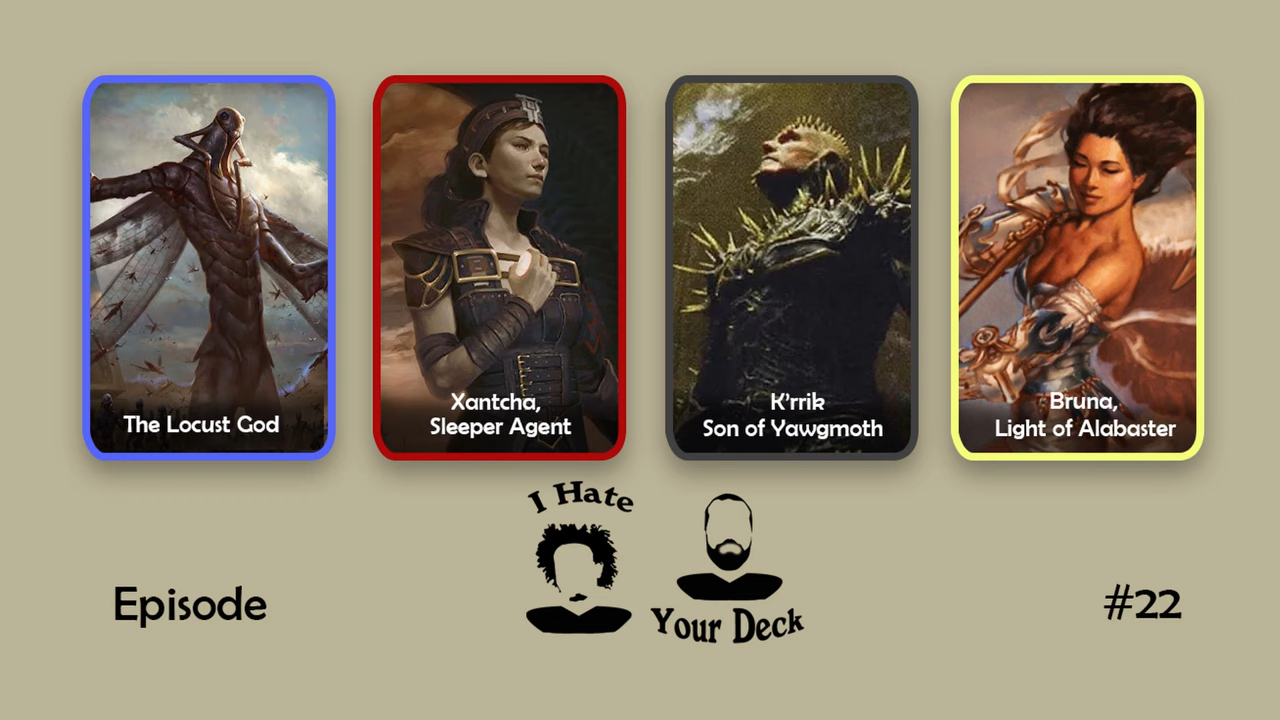 The Locust God
Xantcha,
Sleeper Agent
K'rrik
Son of Yawgmoth
Bruna,
Light of Alabaster
I Hate
Your Deck
Episode
#22